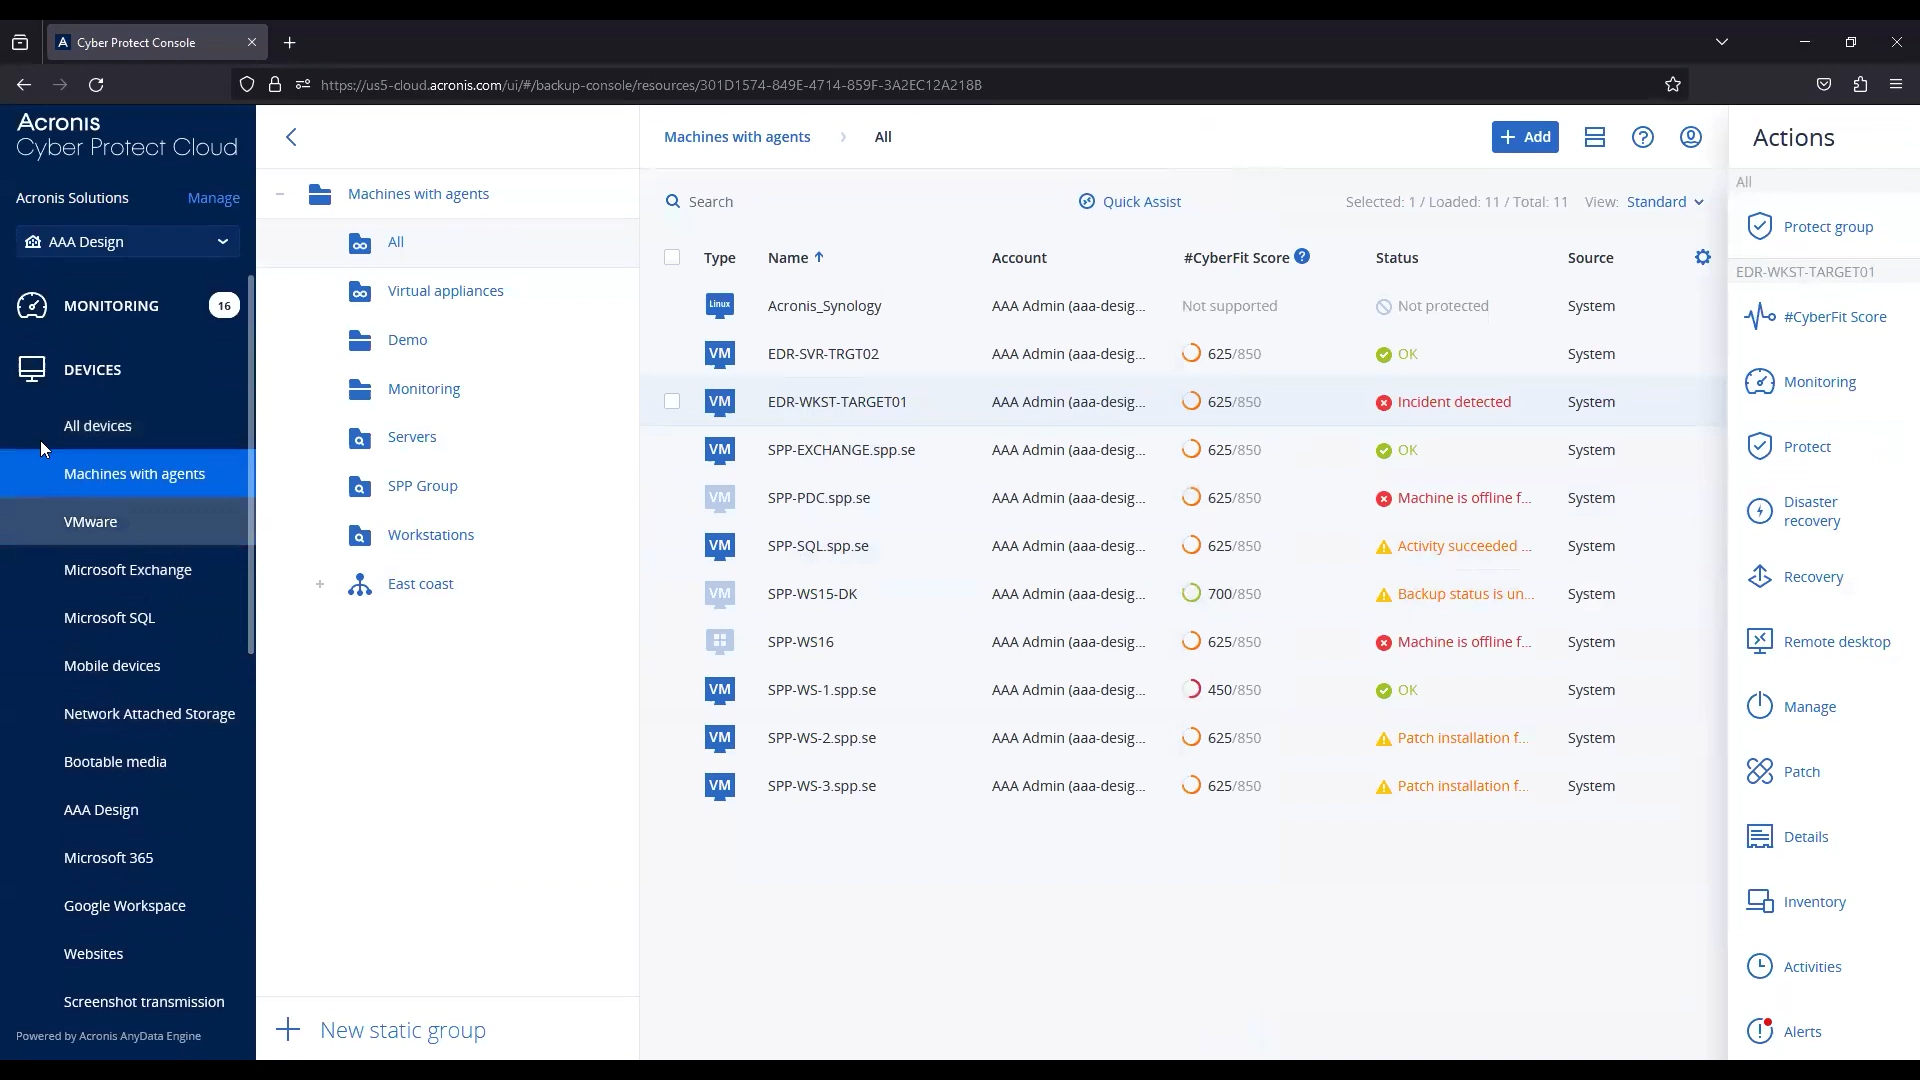 Cyber Protect Console
https://us5-cloud.acronis.com/ui/#/backup-console/resources/301D1574-849E-4714-859F-3A2EC12A218B
Acronis
Cyber Protect Cloud
Acronis Solutions
Manage
AAA Design
MONITORING
16
DEVICES
All devices
Machines with agents
VMware
Microsoft Exchange
Microsoft SQL
Mobile devices
Network Attached Storage
Bootable media
AAA Design
Microsoft 365
Google Workspace
Websites
Screenshot transmission
Powered by Acronis AnyData Engine
Machines with agents
All
Virtual appliances
Demo
Monitoring
Servers
SPP Group
Workstations
East coast
New static group
Machines with agents > All
Add
Search
Quick Assist
Selected: 1 / Loaded: 11 / Total: 11 View: Standard
Type Name Account #CyberFit Score Status Source
Linux Acronis_Synology AAA Admin (aaa-desig... Not supported Not protected System
VM EDR-SVR-TRGT02 AAA Admin (aaa-desig... 625/850 OK System
VM EDR-WKST-TARGET01 AAA Admin (aaa-desig... 625/850 Incident detected System
VM SPP-EXCHANGE.spp.se AAA Admin (aaa-desig... 625/850 OK System
VM SPP-PDC.spp.se AAA Admin (aaa-desig... 625/850 Machine is offline f... System
VM SPP-SQL.spp.se AAA Admin (aaa-desig... 625/850 Activity succeeded ... System
VM SPP-WS15-DK AAA Admin (aaa-desig... 700/850 Backup status is un... System
SPP-WS16 AAA Admin (aaa-desig... 625/850 Machine is offline f... System
VM SPP-WS-1.spp.se AAA Admin (aaa-desig... 450/850 OK System
VM SPP-WS-2.spp.se AAA Admin (aaa-desig... 625/850 Patch installation f... System
VM SPP-WS-3.spp.se AAA Admin (aaa-desig... 625/850 Patch installation f... System
Actions
All
Protect group
EDR-WKST-TARGET01
#CyberFit Score
Monitoring
Protect
Disaster
recovery
Recovery
Remote desktop
Manage
Patch
Details
Inventory
Activities
Alerts